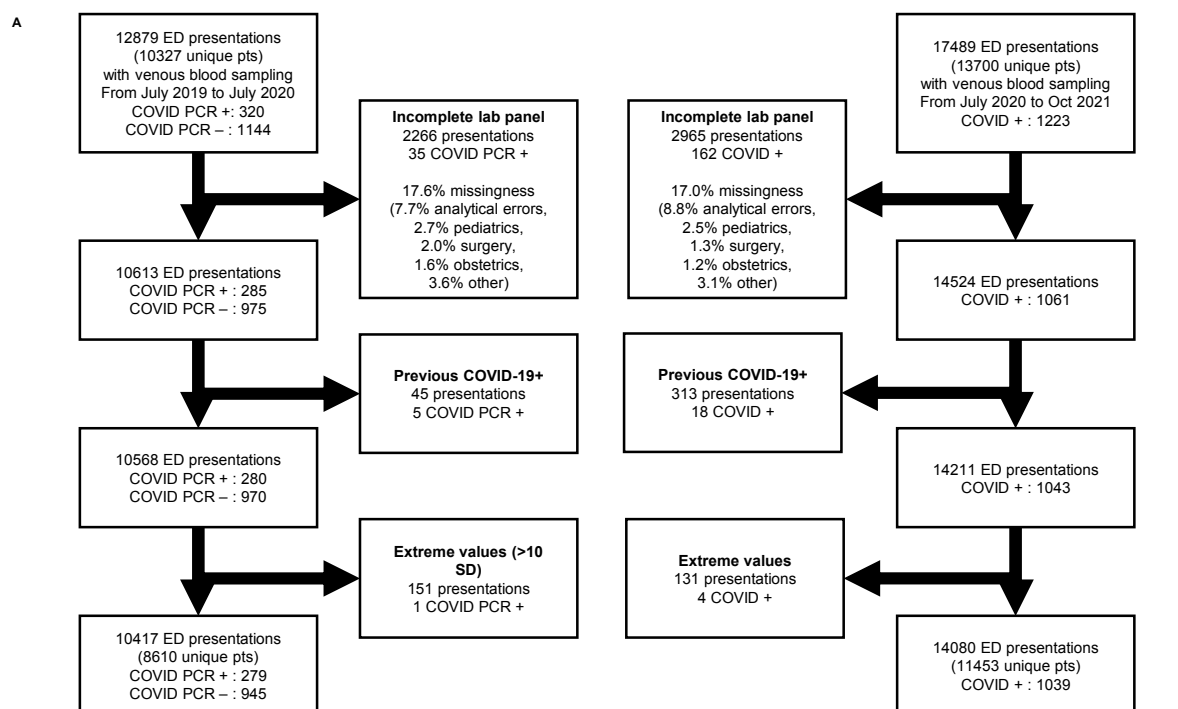 A
12879 ED presentations
(10327 unique pts)
with venous blood sampling
From July 2019 to July 2020
COVID PCR +: 320
COVID PCR – : 1144
Incomplete lab panel
2266 presentations
35 COVID PCR +
17.6% missingness
(7.7% analytical errors,
2.7% pediatrics,
2.0% surgery,
1.6% obstetrics,
3.6% other)
10613 ED presentations
COVID PCR + : 285
COVID PCR – : 975
Previous COVID-19+
45 presentations
5 COVID PCR +
10568 ED presentations
COVID PCR + : 280
COVID PCR – : 970
Extreme values (>10
SD)
151 presentations
1 COVID PCR +
10417 ED presentations
(8610 unique pts)
COVID PCR + : 279
COVID PCR – : 945
17489 ED presentations
(13700 unique pts)
with venous blood sampling
From July 2020 to Oct 2021
COVID + : 1223
Incomplete lab panel
2965 presentations
162 COVID +
17.0% missingness
(8.8% analytical errors,
2.5% pediatrics,
1.3% surgery,
1.2% obstetrics,
3.1% other)
14524 ED presentations
COVID + : 1061
Previous COVID-19+
313 presentations
18 COVID +
14211 ED presentations
COVID + : 1043
Extreme values
131 presentations
4 COVID +
14080 ED presentations
(11453 unique pts)
COVID + : 1039